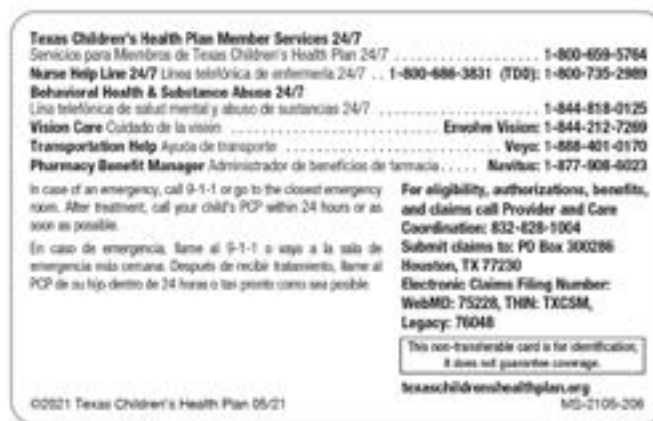 Texas Children's Health Plan Member Services 24/7
Servicios para Miembros de Texas Children's Health Plan 24/7 .................... 1-800-659-5764
Nurse Help Line 24/7 Línea telefónica de enfermería 24/7 .. 1-800-686-3831 (TDD): 1-800-735-2989
Behavioral Health & Substance Abuse 24/7
Lína telefónica de salud mental y abuso de sustancias 24/7 .................... 1-844-818-0125
Vision Care Cuidado de la visión .................... Envolve Vision: 1-844-212-7269
Transportation Help Ayuda de transporte .................... Veyo: 1-888-401-0170
Pharmacy Benefit Manager Administrador de beneficios de farmacia ..... Navitus: 1-877-908-6023
In case of an emergency, call 9-1-1 or go to the closest emergency
room. After treatment, call your child's PCP within 24 hours or as
soon as possible.
En caso de emergencia, llame al 9-1-1 o vaya a la sala de
emergencia más cercana. Después de recibir tratamiento, llame al
PCP de su hijo dentro de 24 horas o tan pronto como sea posible.
For eligibility, authorizations, benefits,
and claims call Provider and Care
Coordination: 832-828-1004
Submit claims to: PO Box 300286
Houston, TX 77230
Electronic Claims Filing Number:
WebMD: 75228, THIN: TXCSM,
Legacy: 76048
This non-transferable card is for identification;
it does not guarantee coverage.
texaschildrenshealthplan.org
©2021 Texas Children's Health Plan 05/21
MS-2105-206